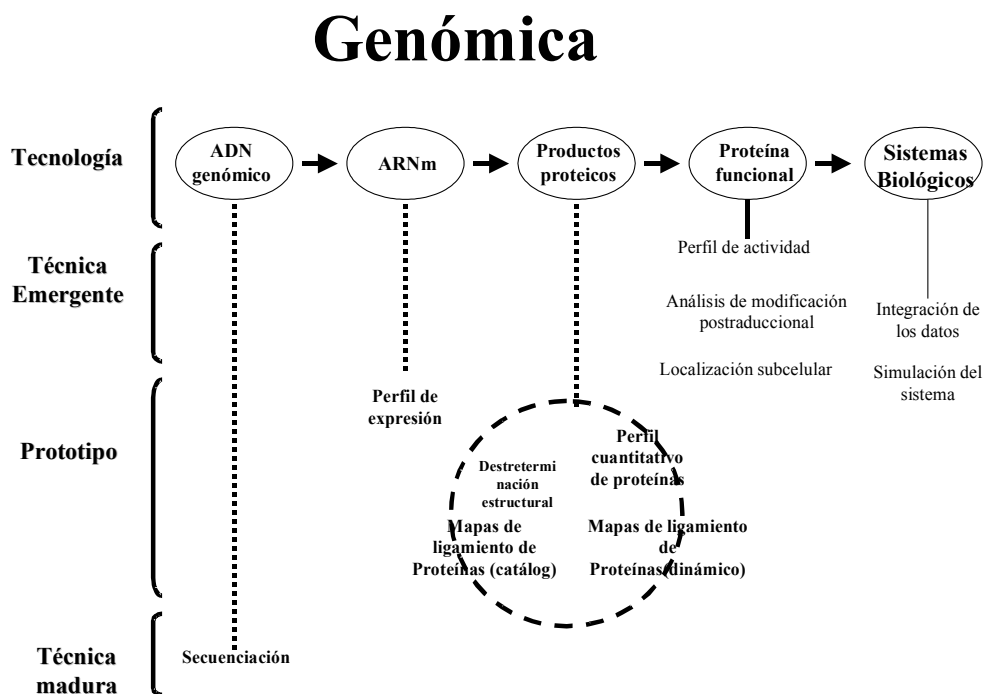 Genómica
Tecnología
ADN
genómico
ARNm
Productos
proteicos
Proteína
funcional
Sistemas
Biológicos
Técnica
Emergente
Perfil de actividad
Análisis de modificación
postraduccional
Localización subcelular
Integración de
los datos
Simulación del
sistema
Prototipo
Perfil de
expresión
Destretermi
nación
estructural
Perfil
cuantitativo
de proteínas
Mapas de
ligamiento de
Proteínas (catálog)
Mapas de ligamiento
de
Proteínas(dinámico)
Técnica
madura
Secuenciación